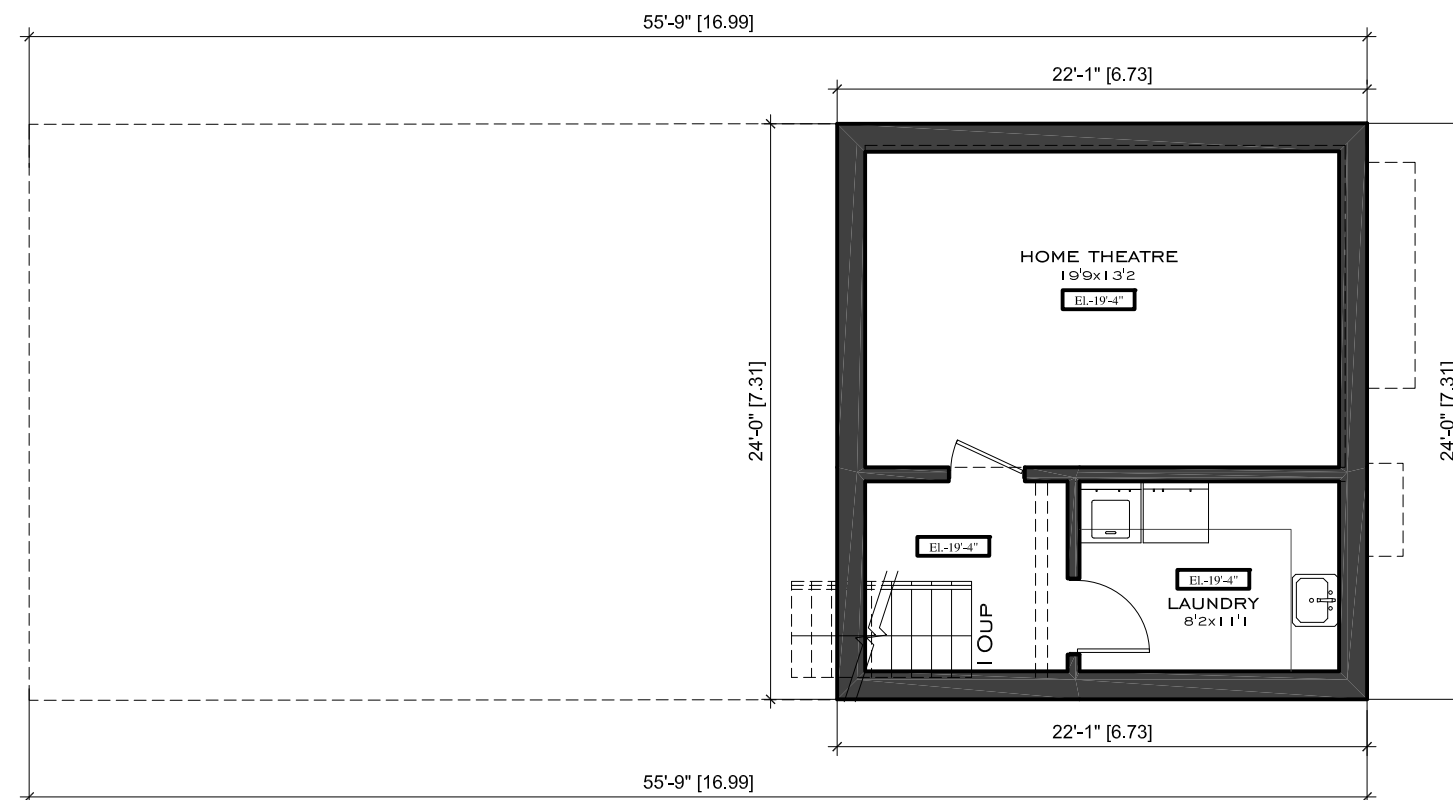 55'-9" [16.99]
22'-1" [6.73]
HOME THEATRE
19'9x13'2
El.-19'-4"
24'-0" [7.31]
24'-0" [7.31]
El.-19'-4"
El.-19'-4"
LAUNDRY
8'2x11'1
10UP
22'-1" [6.73]
55'-9" [16.99]